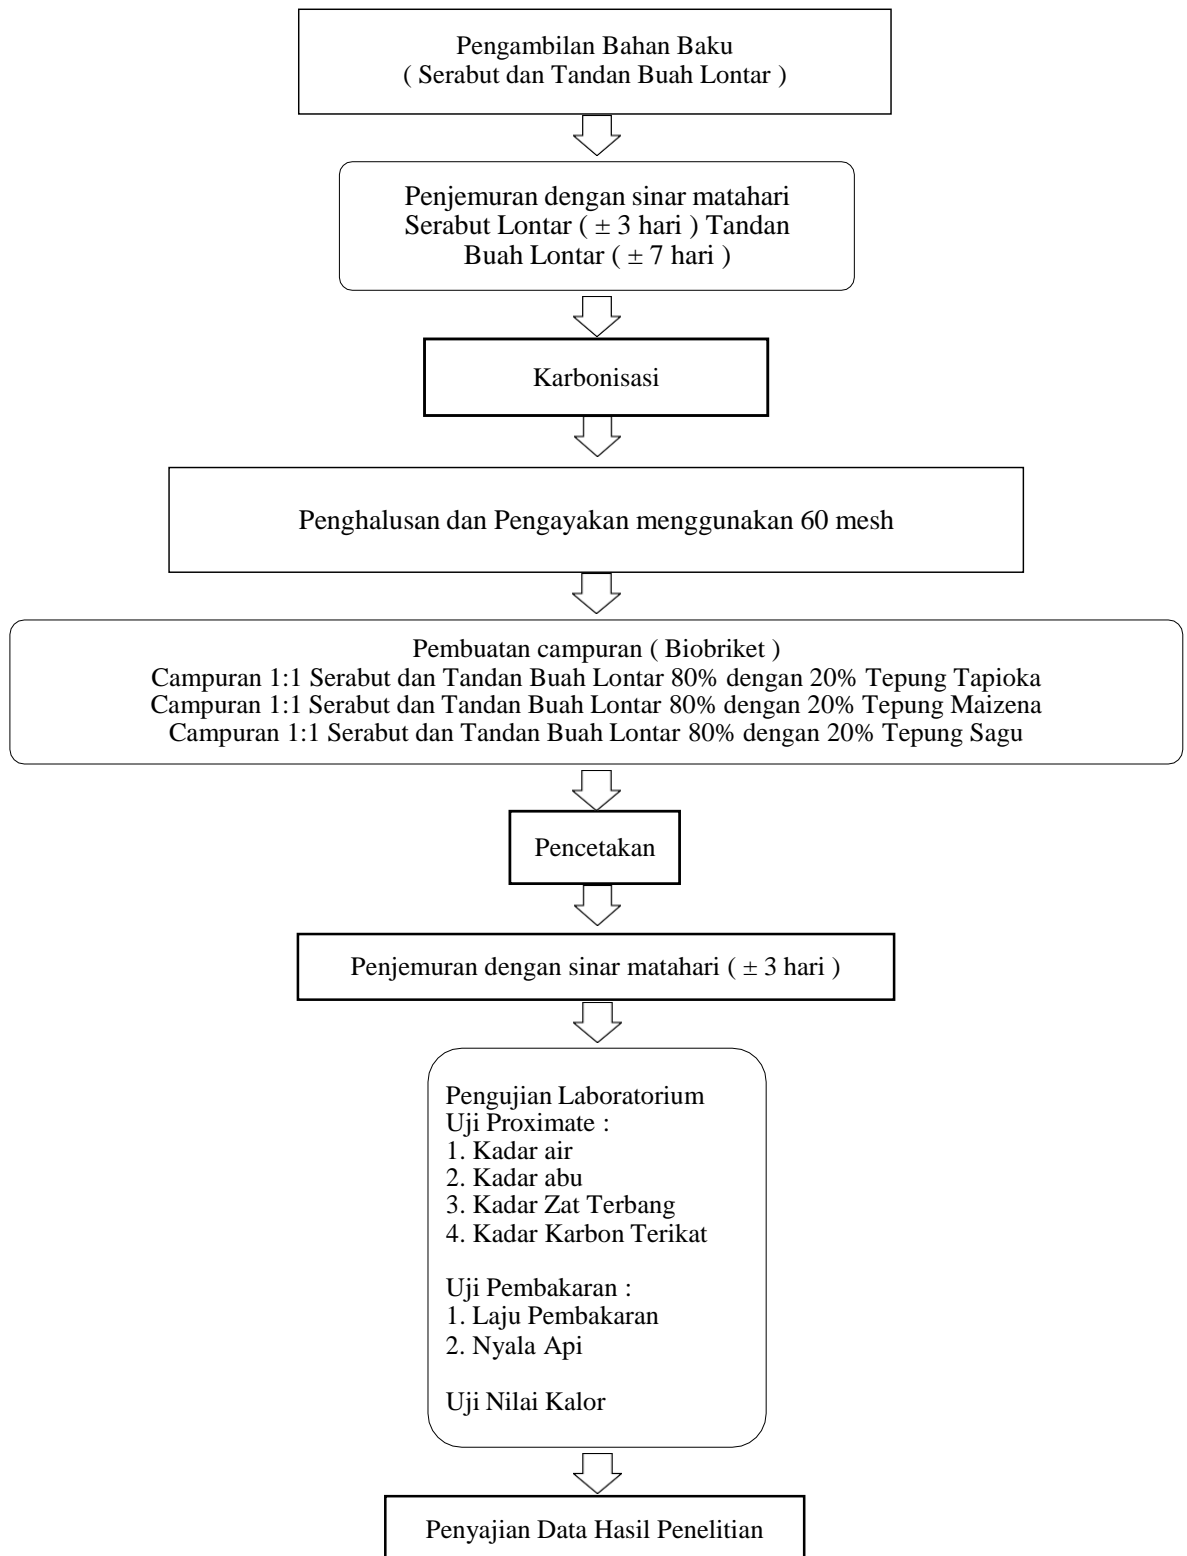 Pengambilan Bahan Baku
( Serabut dan Tandan Buah Lontar )
Penjemuran dengan sinar matahari
Serabut Lontar ( ± 3 hari ) Tandan
Buah Lontar ( ± 7 hari )
Karbonisasi
Penghalusan dan Pengayakan menggunakan 60 mesh
Pembuatan campuran ( Biobriket )
Campuran 1:1 Serabut dan Tandan Buah Lontar 80% dengan 20% Tepung Tapioka
Campuran 1:1 Serabut dan Tandan Buah Lontar 80% dengan 20% Tepung Maizena
Campuran 1:1 Serabut dan Tandan Buah Lontar 80% dengan 20% Tepung Sagu
Pencetakan
Penjemuran dengan sinar matahari ( ± 3 hari )
Pengujian Laboratorium
Uji Proximate :
1. Kadar air
2. Kadar abu
3. Kadar Zat Terbang
4. Kadar Karbon Terikat
Uji Pembakaran :
1. Laju Pembakaran
2. Nyala Api
Uji Nilai Kalor
Penyajian Data Hasil Penelitian